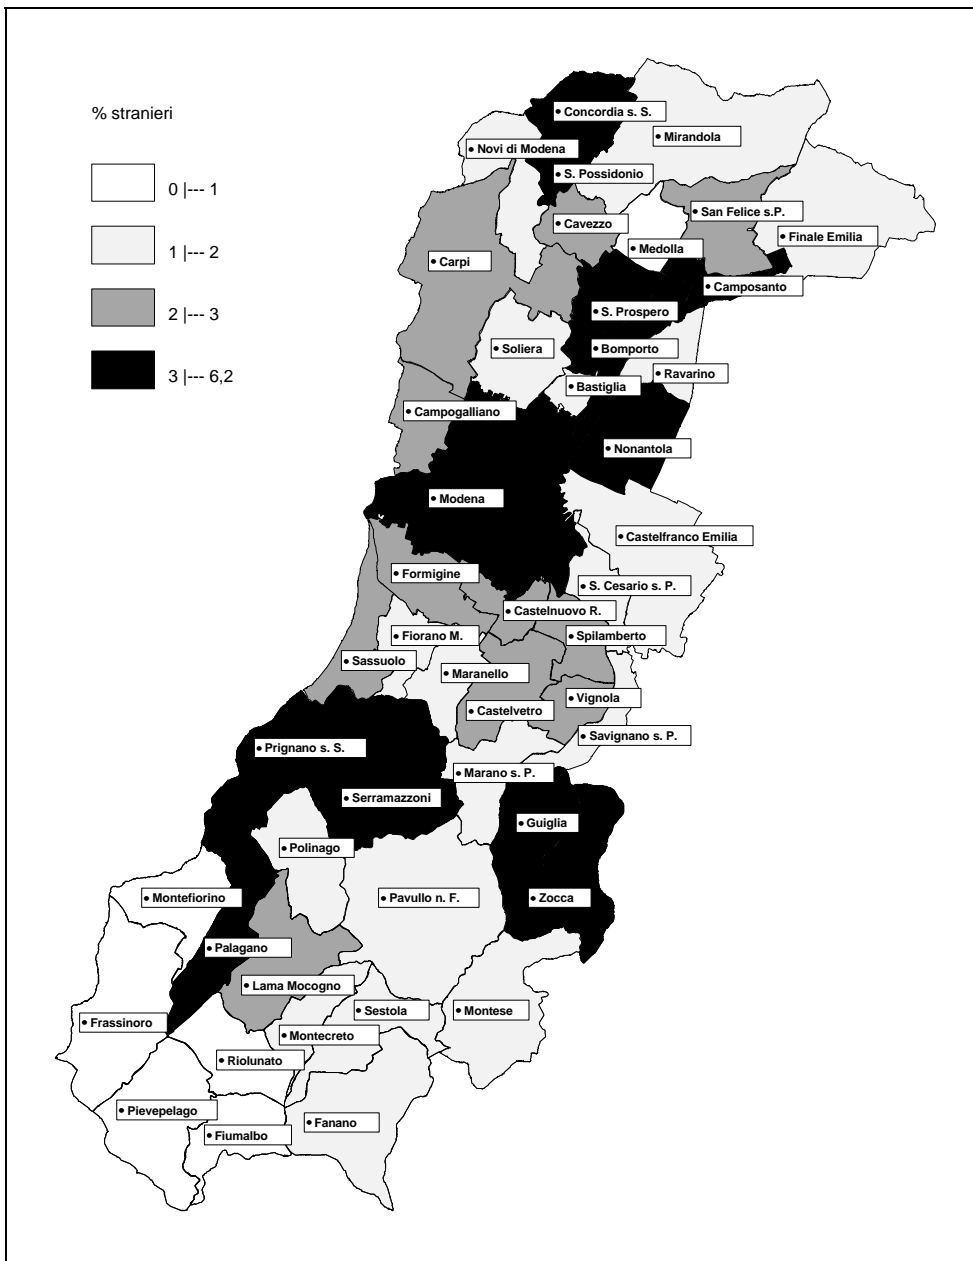 % stranieri
0 |--- 1
1 |--- 2
2 |--- 3
3 |--- 6,2
Concordia s. S.
Mirandola
Novi di Modena
S. Possidonio
San Felice s.P.
Cavezzo
Finale Emilia
Medolla
Carpi
Camposanto
S. Prospero
Soliera
Bomporto
Ravarino
Bastiglia
Campogalliano
Nonantola
Modena
Castelfranco Emilia
Formigine
S. Cesario s. P.
Castelnuovo R.
Fiorano M.
Spilamberto
Sassuolo
Maranello
Vignola
Castelvetro
Savignano s. P.
Prignano s. S.
Marano s. P.
Serramazzoni
Guiglia
Polinago
Montefiorino
Pavullo n. F.
Zocca
Palagano
Lama Mocogno
Sestola
Montese
Frassinoro
Montecreto
Riolunato
Pievepelago
Fanano
Fiumalbo